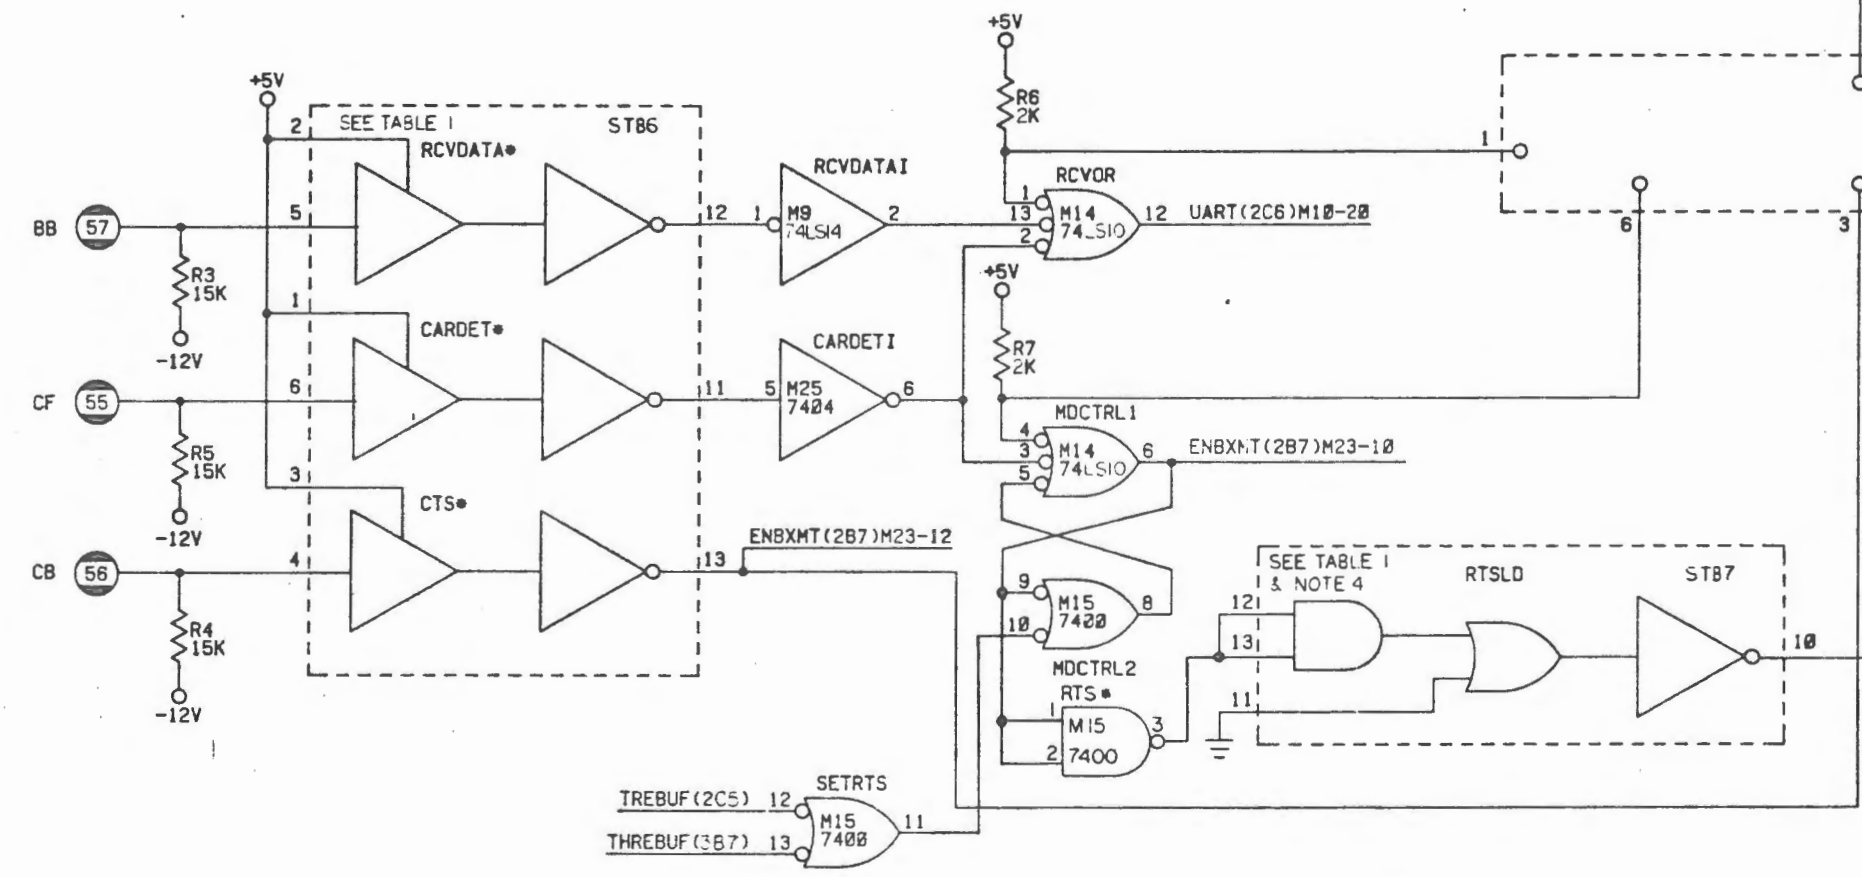 +5V
+5V
2
SEE TABLE 1
ST86
RCVDATA*
R6
2K
1
RCVDATAI
RCVOR
BB
57
5
12
1
M9
74LS14
2
1
13
2
M14
74LS10
12
UART(2C6)M10-20
6
3
R3
15K
-12V
+5V
1
CARDET*
CARDETI
R7
2K
CF
55
6
11
5
M25
7404
6
MDCTRL1
4
3
5
M14
74LS10
6
ENBXMT(2B7)M23-10
R5
15K
-12V
3
CTS*
ENBXMT(2B7)M23-12
CB
56
4
13
SEE TABLE 1
& NOTE 4
RTSLD
ST87
9
10
M15
7400
8
12
13
11
10
R4
15K
-12V
MDCTRL2
RTS*
1
2
M15
7400
3
SETRTS
TREBUF(2C5)
12
THREBUF(3B7)
13
M15
7400
11